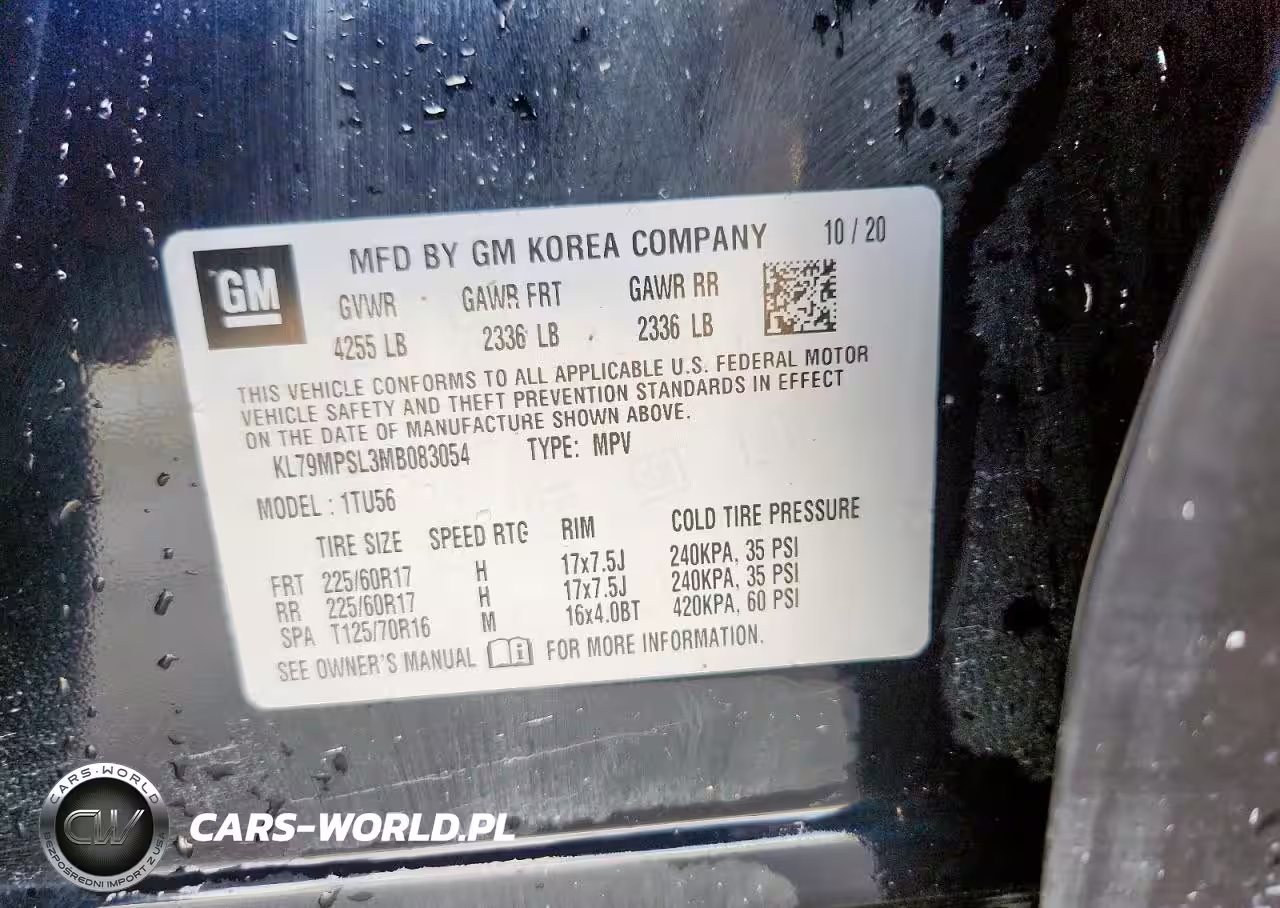 GM
MFD BY GM KOREA COMPANY 10 / 20
GVWR GAWR FRT GAWR RR
4255 LB 2336 LB 2336 LB
THIS VEHICLE CONFORMS TO ALL APPLICABLE U.S. FEDERAL MOTOR
VEHICLE SAFETY AND THEFT PREVENTION STANDARDS IN EFFECT
ON THE DATE OF MANUFACTURE SHOWN ABOVE.
KL79MPSL3MB083054 TYPE: MPV
MODEL : 1TU56
TIRE SIZE SPEED RTG RIM COLD TIRE PRESSURE
FRT 225/60R17 H 17x7.5J 240KPA, 35 PSI
RR 225/60R17 H 17x7.5J 240KPA, 35 PSI
SPA T125/70R16 M 16x4.0BT 420KPA, 60 PSI
SEE OWNER'S MANUAL FOR MORE INFORMATION.
CARS-WORLD
CW
BEZPOŚREDNI IMPORT Z USA
CARS-WORLD.PL